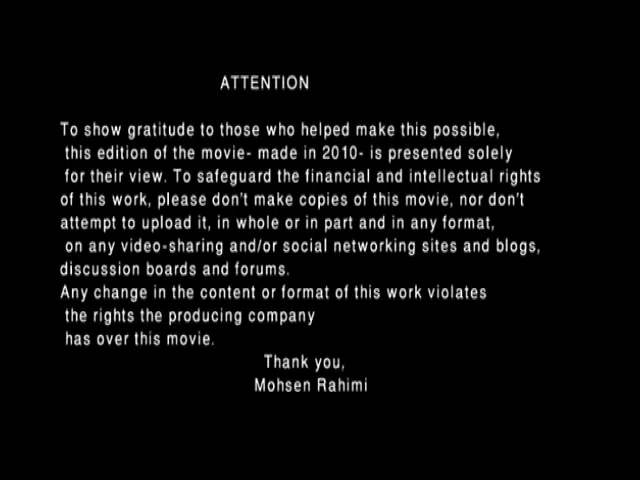 ATTENTION
To show gratitude to those who helped make this possible,
this edition of the movie- made in 2010- is presented solely
for their view. To safeguard the financial and intellectual rights
of this work, please don't make copies of this movie, nor don't
attempt to upload it, in whole or in part and in any format,
on any video-sharing and/or social networking sites and blogs,
discussion boards and forums.
Any change in the content or format of this work violates
the rights the producing company
has over this movie.
Thank you,
Mohsen Rahimi